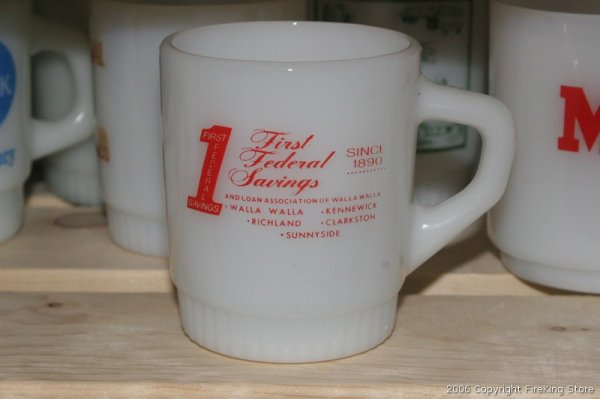 1
FIRST
FEDERAL
SAVINGS
First
Federal
Savings
SINCE
1890
AND LOAN ASSOCIATION OF WALLA WALLA
• WALLA WALLA • KENNEWICK
• RICHLAND • CLARKSTON
• SUNNYSIDE
M
2006 Copyright FireKing Store